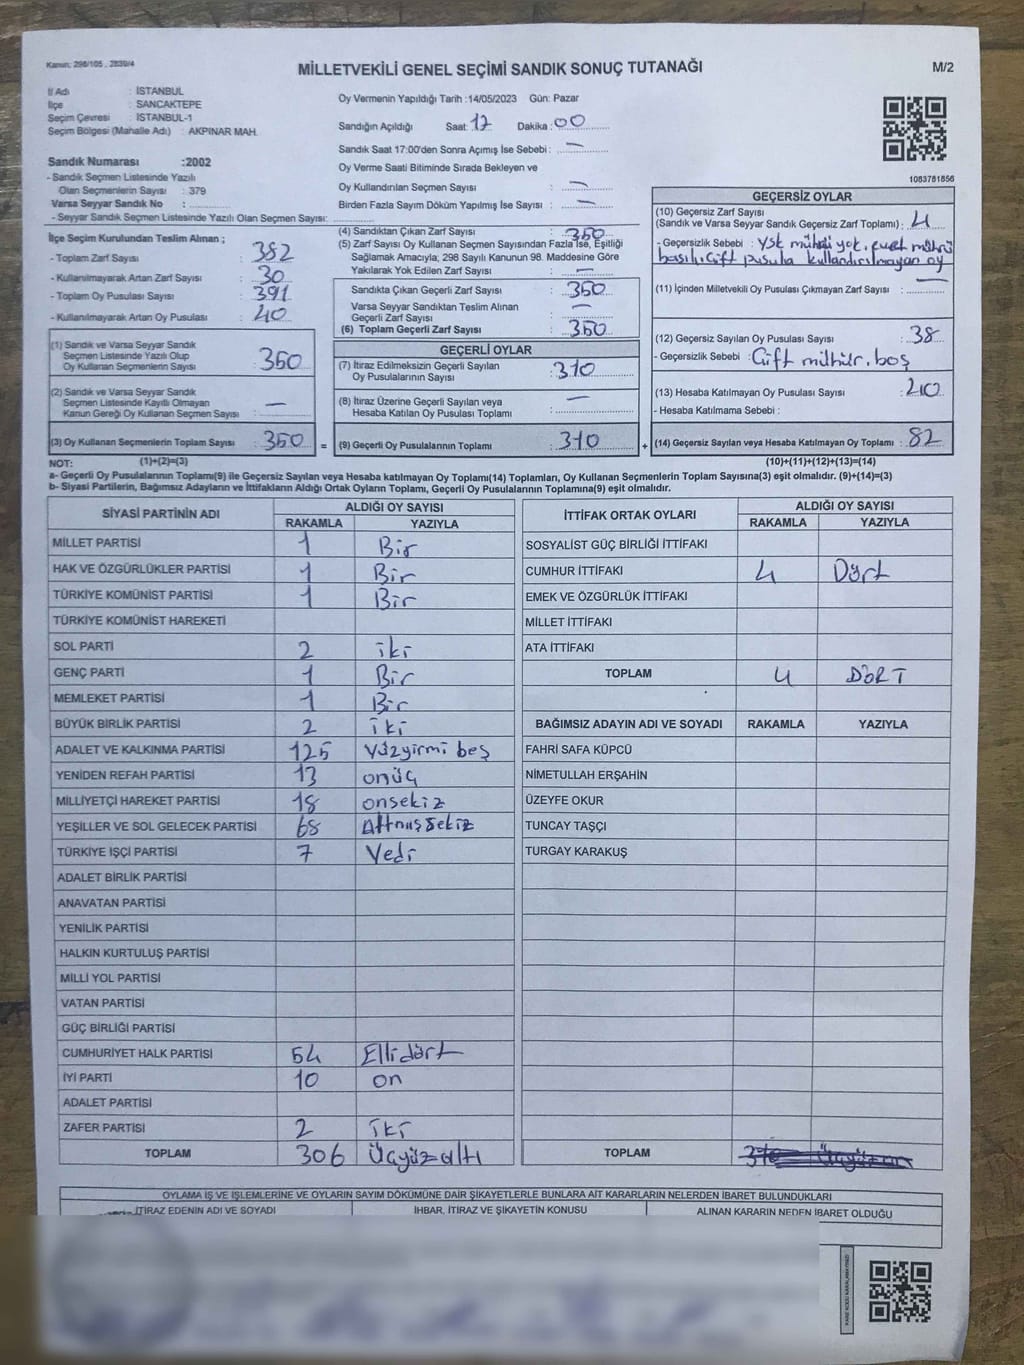 Kanun; 298/105 , 2839/4
MİLLETVEKİLİ GENEL SEÇİMİ SANDIK SONUÇ TUTANAĞI
M/2
İl Adı : İSTANBUL
İlçe : SANCAKTEPE
Seçim Çevresi : İSTANBUL-1
Seçim Bölgesi (Mahalle Adı) : AKPINAR MAH.
Sandık Numarası :2002
- Sandık Seçmen Listesinde Yazılı
Olan Seçmenlerin Sayısı : 379
Varsa Seyyar Sandık No :
- Seyyar Sandık Seçmen Listesinde Yazılı Olan Seçmen Sayısı:
Oy Vermenin Yapıldığı Tarih :14/05/2023 Gün: Pazar
Sandığın Açıldığı Saat: 17 Dakika : 00
Sandık Saat 17:00'den Sonra Açımış İse Sebebi : —
Oy Verme Saati Bitiminde Sırada Bekleyen ve
Oy Kullandırılan Seçmen Sayısı : —
Birden Fazla Sayım Döküm Yapılmış İse Sayısı : —
1083781856
İlçe Seçim Kurulundan Teslim Alınan ;
- Toplam Zarf Sayısı : 382
- Kullanılmayarak Artan Zarf Sayısı : 30
- Toplam Oy Pusulası Sayısı : 391
- Kullanılmayarak Artan Oy Pusulası : 40
(1) Sandık ve Varsa Seyyar Sandık
Seçmen Listesinde Yazılı Olup
Oy Kullanan Seçmenlerin Sayısı : 350
(2) Sandık ve Varsa Seyyar Sandık
Seçmen Listesinde Kayıtlı Olmayan
Kanun Gereği Oy Kullanan Seçmen Sayısı : —
(3) Oy Kullanan Seçmenlerin Toplam Sayısı : 350
(4) Sandıktan Çıkan Zarf Sayısı : 350
(5) Zarf Sayısı Oy Kullanan Seçmen Sayısından Fazla İse, Eşitliği
Sağlamak Amacıyla, 298 Sayılı Kanunun 98. Maddesine Göre
Yakılarak Yok Edilen Zarf Sayısı : —
Sandıkta Çıkan Geçerli Zarf Sayısı : 350
Varsa Seyyar Sandıktan Teslim Alınan
Geçerli Zarf Sayısı : —
(6) Toplam Geçerli Zarf Sayısı : 350
GEÇERLİ OYLAR
(7) İtiraz Edilmeksizin Geçerli Sayılan
Oy Pusulalarının Sayısı : 310
(8) İtiraz Üzerine Geçerli Sayılan veya
Hesaba Katılan Oy Pusulası Toplamı : —
= (9) Geçerli Oy Pusulalarının Toplamı : 310
GEÇERSİZ OYLAR
(10) Geçersiz Zarf Sayısı
(Sandık ve Varsa Seyyar Sandık Geçersiz Zarf Toplamı) : 4
- Geçersizlik Sebebi : YSK mührü yok, evet mührü
basılı. Çift pusula kullandırılmayan oy
(11) İçinden Milletvekili Oy Pusulası Çıkmayan Zarf Sayısı : —
(12) Geçersiz Sayılan Oy Pusulası Sayısı : 38
- Geçersizlik Sebebi : Çift mühür. boş
(13) Hesaba Katılmayan Oy Pusulası Sayısı : 40
- Hesaba Katılmama Sebebi :
+ (14) Geçersiz Sayılan veya Hesaba Katılmayan Oy Toplamı : 82
NOT: (1)+(2)=(3)
(10)+(11)+(12)+(13)=(14)
a- Geçerli Oy Pusulalarının Toplamı(9) ile Geçersiz Sayılan veya Hesaba katılmayan Oy Toplamı(14) Toplamları, Oy Kullanan Seçmenlerin Toplam Sayısına(3) eşit olmalıdır. (9)+(14)=(3)
b- Siyasi Partilerin, Bağımsız Adayların ve İttifakların Aldığı Ortak Oyların Toplamı, Geçerli Oy Pusulalarının Toplamına(9) eşit olmalıdır.
SİYASİ PARTİNİN ADI ALDIĞI OY SAYISI
RAKAMLA YAZIYLA
MİLLET PARTİSİ 1 Bir
HAK VE ÖZGÜRLÜKLER PARTİSİ 1 Bir
TÜRKİYE KOMÜNİST PARTİSİ 1 Bir
TÜRKİYE KOMÜNİST HAREKETİ
SOL PARTİ 2 iki
GENÇ PARTİ 1 Bir
MEMLEKET PARTİSİ 1 Bir
BÜYÜK BİRLİK PARTİSİ 2 iki
ADALET VE KALKINMA PARTİSİ 125 Yüzyirmi beş
YENİDEN REFAH PARTİSİ 13 onüç
MİLLİYETÇİ HAREKET PARTİSİ 18 onsekiz
YEŞİLLER VE SOL GELECEK PARTİSİ 68 Altmışsekiz
TÜRKİYE İŞÇİ PARTİSİ 7 Yedi
ADALET BİRLİK PARTİSİ
ANAVATAN PARTİSİ
YENİLİK PARTİSİ
HALKIN KURTULUŞ PARTİSİ
MİLLİ YOL PARTİSİ
VATAN PARTİSİ
GÜÇ BİRLİĞİ PARTİSİ
CUMHURİYET HALK PARTİSİ 54 Ellidört
İYİ PARTİ 10 on
ADALET PARTİSİ
ZAFER PARTİSİ 2 iki
TOPLAM 306 Üçyüzaltı
İTTİFAK ORTAK OYLARI ALDIĞI OY SAYISI
RAKAMLA YAZIYLA
SOSYALİST GÜÇ BİRLİĞİ İTTİFAKI
CUMHUR İTTİFAKI 4 Dört
EMEK VE ÖZGÜRLÜK İTTİFAKI
MİLLET İTTİFAKI
ATA İTTİFAKI
TOPLAM 4 DÖRT
BAĞIMSIZ ADAYIN ADI VE SOYADI RAKAMLA YAZIYLA
FAHRİ SAFA KÜPCÜ
NİMETULLAH ERŞAHİN
ÜZEYFE OKUR
TUNCAY TAŞÇI
TURGAY KARAKUŞ
TOPLAM
OYLAMA İŞ VE İŞLEMLERİNE VE OYLARIN SAYIM DÖKÜMÜNE DAİR ŞİKAYETLERLE BUNLARA AİT KARARLARIN NELERDEN İBARET BULUNDUKLARI
İTİRAZ EDENİN ADI VE SOYADI İHBAR, İTİRAZ VE ŞİKAYETİN KONUSU ALINAN KARARIN NEDEN İBARET OLDUĞU